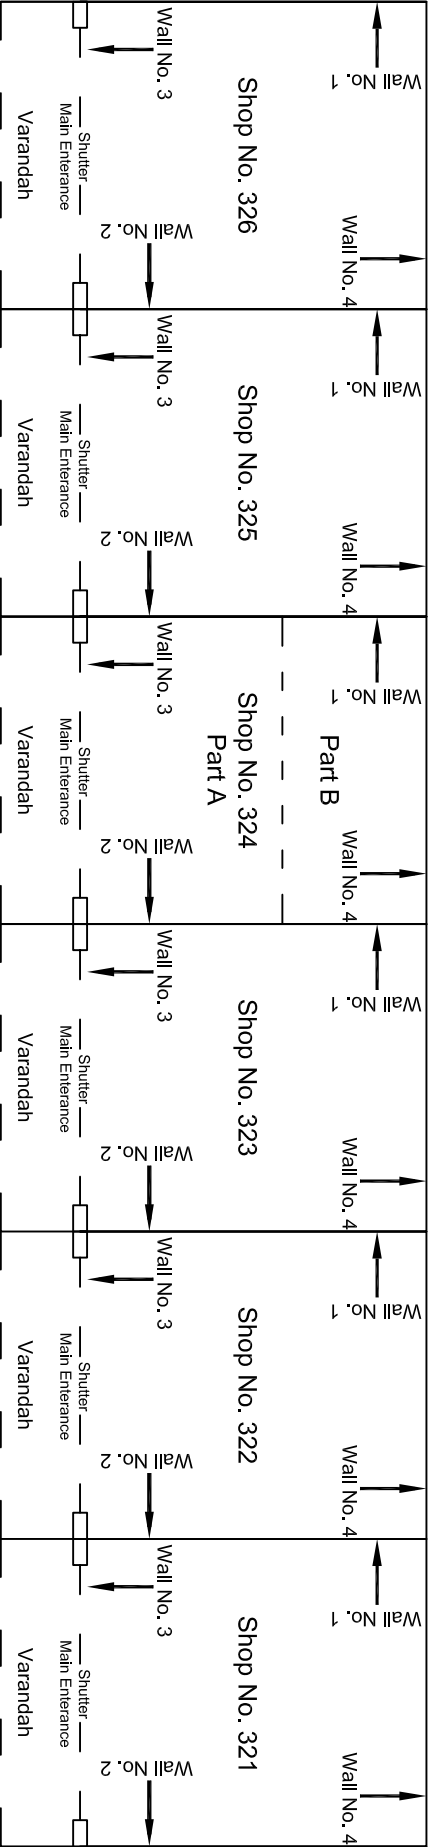 Wall No. 1
Wall No. 4
Shop No. 326
Wall No. 3
Wall No. 2
Shutter
Main Enterance
Varandah
Wall No. 1
Wall No. 4
Shop No. 325
Wall No. 3
Wall No. 2
Shutter
Main Enterance
Varandah
Wall No. 1
Wall No. 4
Part B
Shop No. 324
Part A
Wall No. 3
Wall No. 2
Shutter
Main Enterance
Varandah
Wall No. 1
Wall No. 4
Shop No. 323
Wall No. 3
Wall No. 2
Shutter
Main Enterance
Varandah
Wall No. 1
Wall No. 4
Shop No. 322
Wall No. 3
Wall No. 2
Shutter
Main Enterance
Varandah
Wall No. 1
Wall No. 4
Shop No. 321
Wall No. 3
Wall No. 2
Shutter
Main Enterance
Varandah